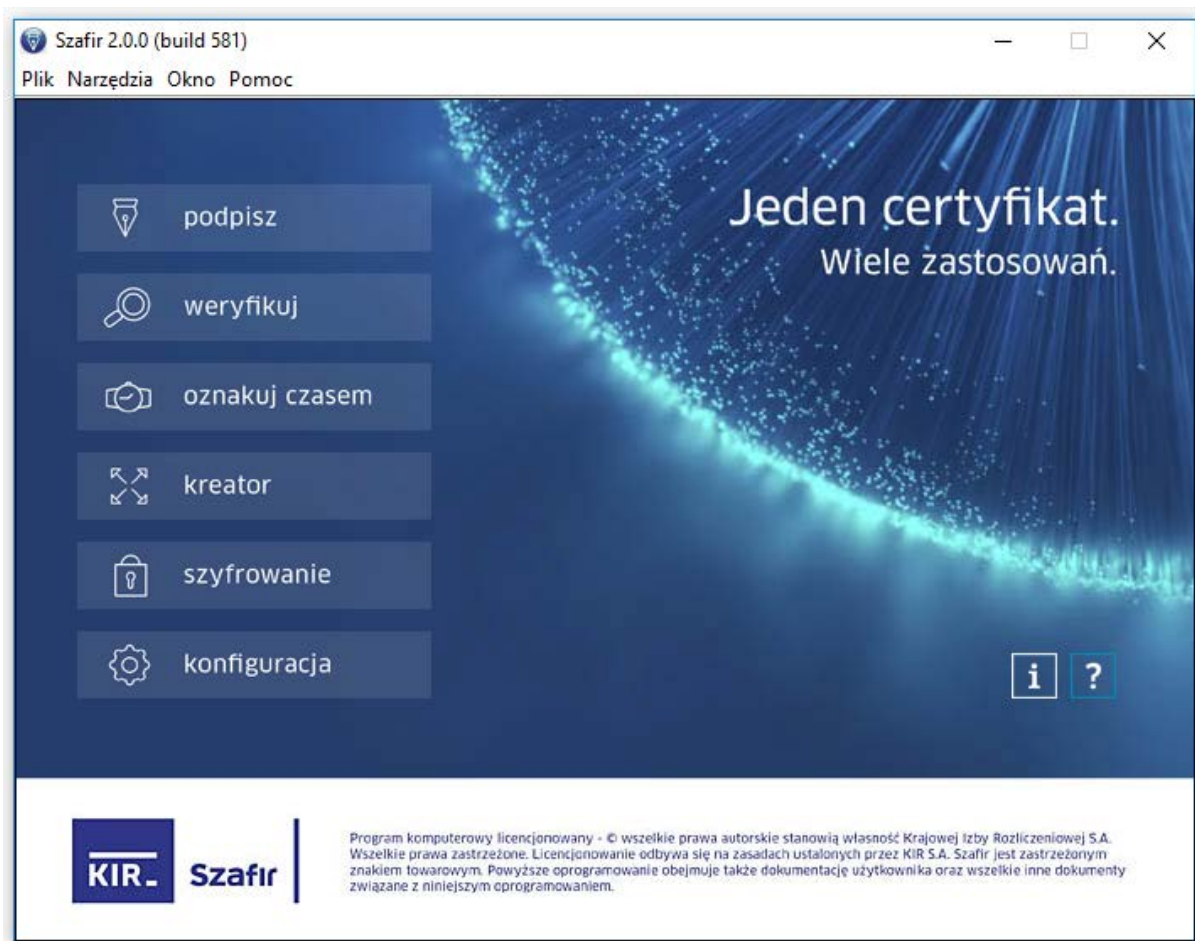 Szafir 2.0.0 (build 581)
Plik Narzędzia Okno Pomoc
podpisz
weryfikuj
oznakuj czasem
kreator
szyfrowanie
konfiguracja
Jeden certyfikat.
Wiele zastosowań.
i ?
KIR
Szafir
Program komputerowy licencjonowany - © wszelkie prawa autorskie stanowią własność Krajowej Izby Rozliczeniowej S.A.
Wszelkie prawa zastrzeżone. Licencjonowanie odbywa się na zasadach ustalonych przez KIR S.A. Szafir jest zastrzeżonym
znakiem towarowym. Powyższe oprogramowanie obejmuje także dokumentację użytkownika oraz wszelkie inne dokumenty
związane z niniejszym oprogramowaniem.